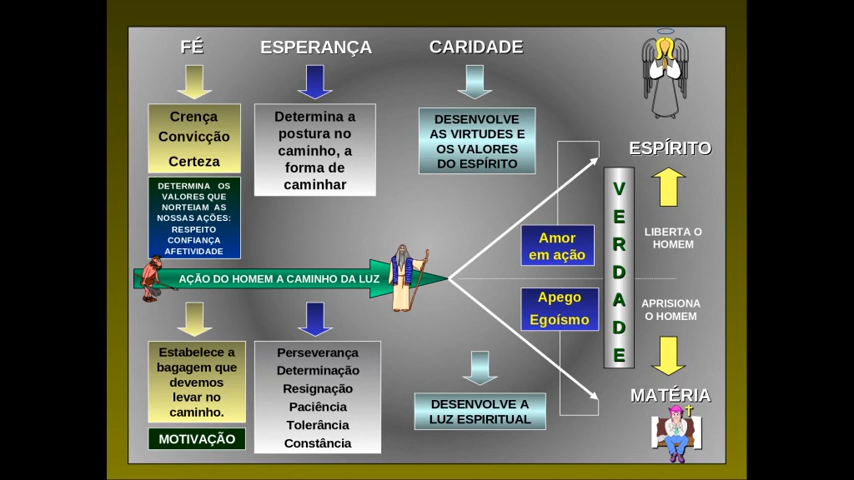 FÉ
Crença
Convicção
Certeza
DETERMINA OS
VALORES QUE
NORTEIAM AS
NOSSAS AÇÕES:
RESPEITO
CONFIANÇA
AFETIVIDADE
ESPERANÇA
Determina a
postura no
caminho, a
forma de
caminhar
CARIDADE
DESENVOLVE
AS VIRTUDES E
OS VALORES
DO ESPÍRITO
ESPÍRITO
LIBERTA O
HOMEM
VERDADE
Amor
em ação
AÇÃO DO HOMEM A CAMINHO DA LUZ
Apego
Egoísmo
APRISIONA
O HOMEM
MATÉRIA
Estabelece a
bagagem que
devemos
levar no
caminho.
MOTIVAÇÃO
Perseverança
Determinação
Resignação
Paciência
Tolerância
Constância
DESENVOLVE A
LUZ ESPIRITUAL